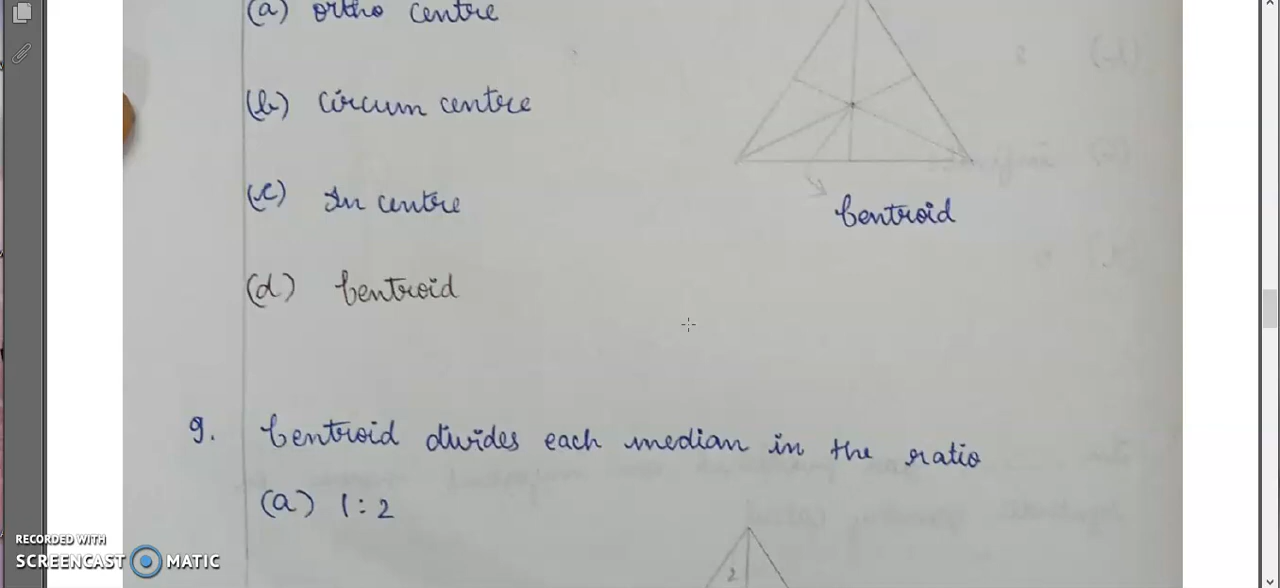 (a) ortho centre
(b) circum centre
(c) In centre
Centroid
(d) Centroid
9. Centroid divides each median in the ratio
(a) 1:2
2
RECORDED WITH
SCREENCAST MATIC